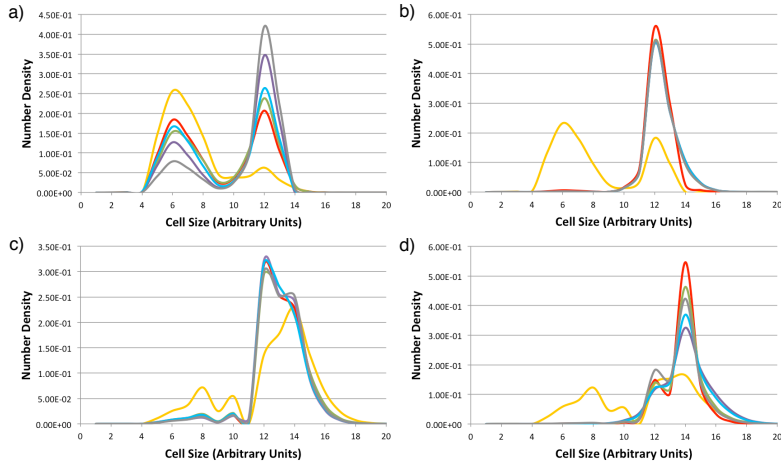 a)
4.50E-01
4.00E-01
3.50E-01
3.00E-01
2.50E-01
2.00E-01
1.50E-01
1.00E-01
5.00E-02
0.00E+00
Number Density
0 2 4 6 8 10 12 14 16 18 20
Cell Size (Arbitrary Units)
b)
6.00E-01
5.00E-01
4.00E-01
3.00E-01
2.00E-01
1.00E-01
0.00E+00
Number Density
0 2 4 6 8 10 12 14 16 18 20
Cell Size (Arbitrary Units)
c)
3.50E-01
3.00E-01
2.50E-01
2.00E-01
1.50E-01
1.00E-01
5.00E-02
0.00E+00
Number Density
0 2 4 6 8 10 12 14 16 18 20
Cell Size (Arbitrary Units)
d)
6.00E-01
5.00E-01
4.00E-01
3.00E-01
2.00E-01
1.00E-01
0.00E+00
Number Density
0 2 4 6 8 10 12 14 16 18 20
Cell Size (Arbitrary Units)